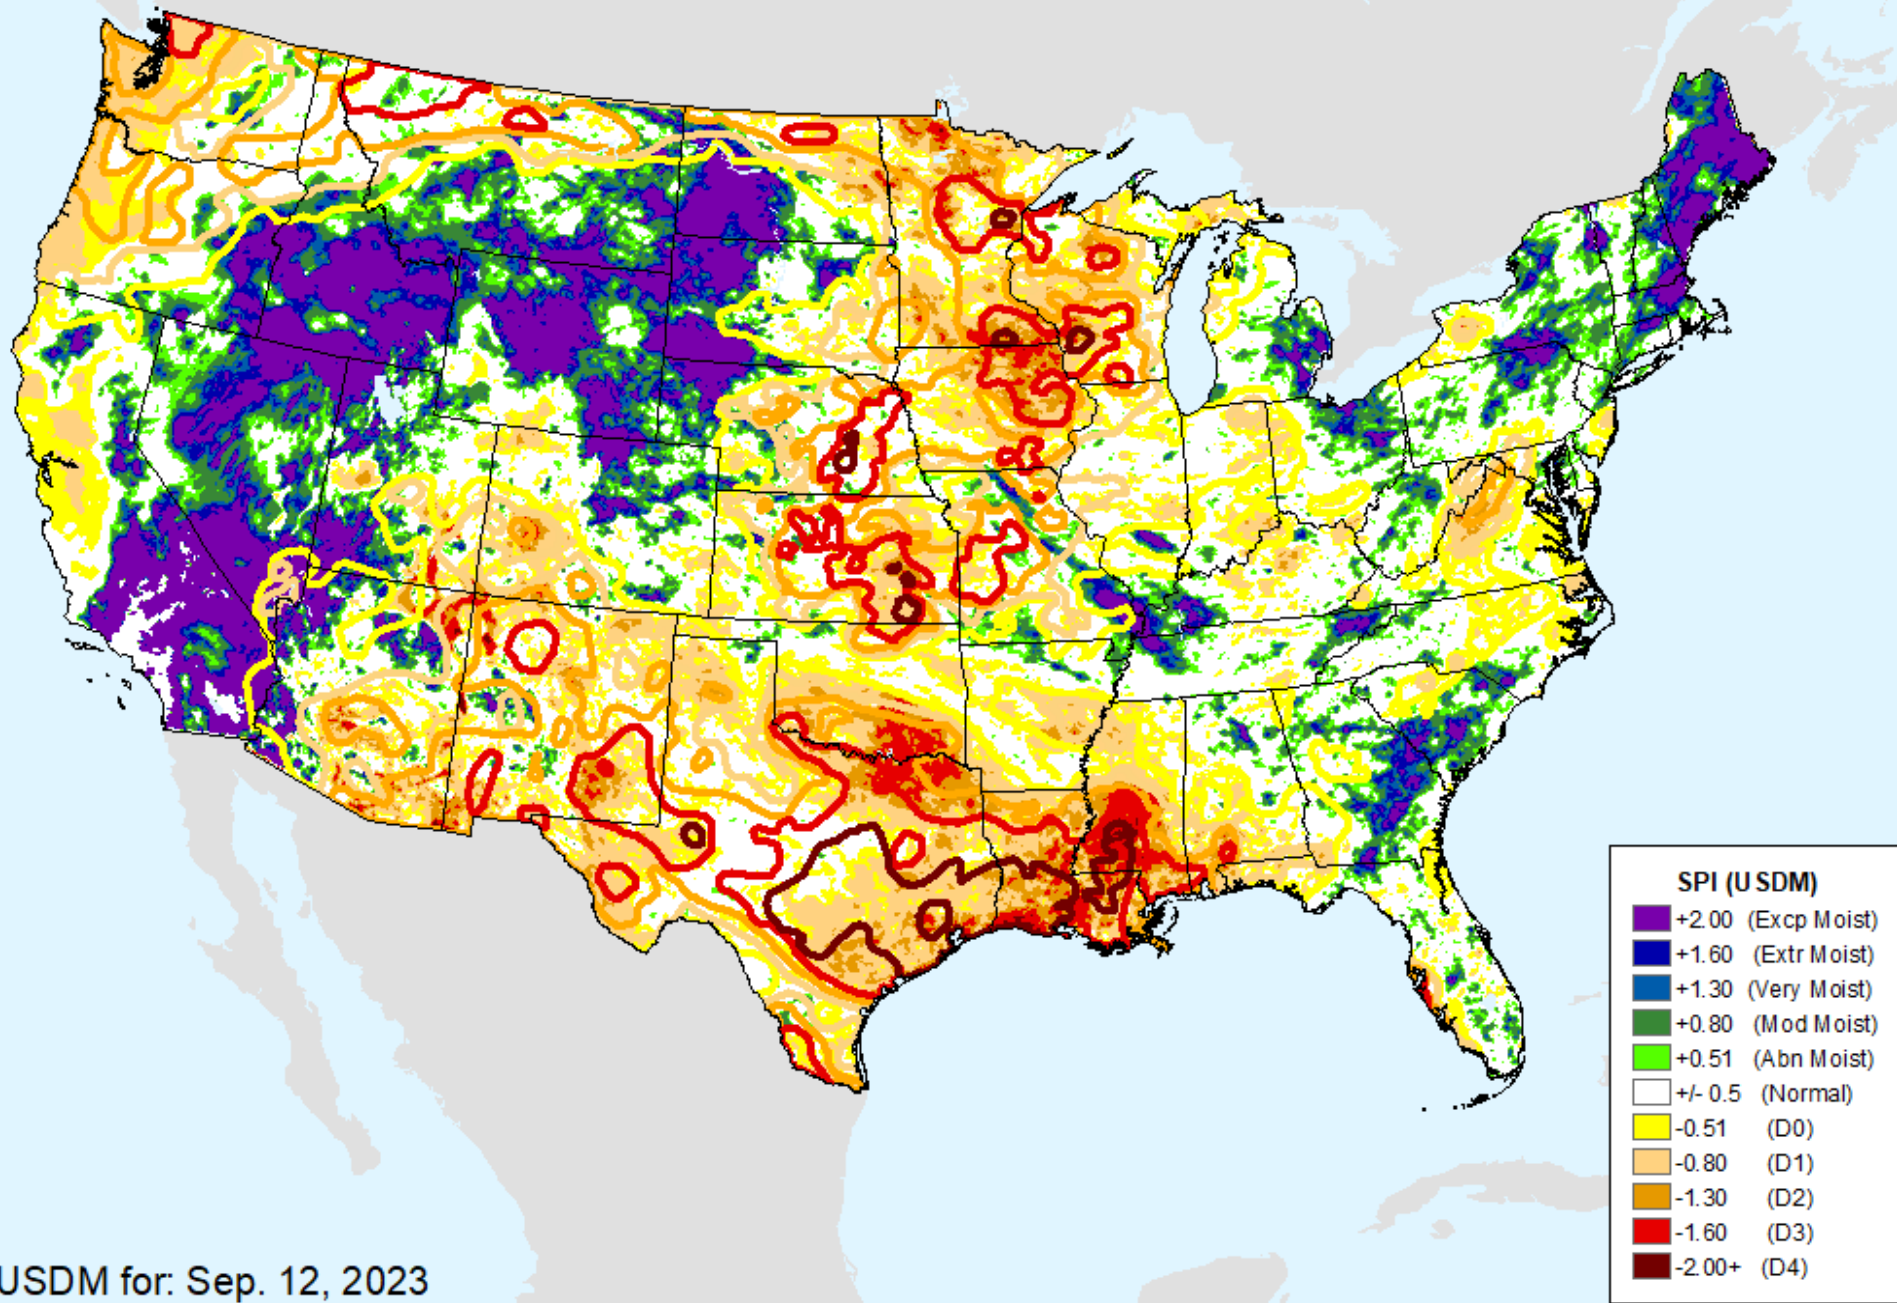 SPI (USDM)
+2.00 (Excp Moist)
+1.60 (Extr Moist)
+1.30 (Very Moist)
+0.80 (Mod Moist)
+0.51 (Abn Moist)
+/- 0.5 (Normal)
-0.51 (D0)
-0.80 (D1)
-1.30 (D2)
-1.60 (D3)
-2.00+ (D4)
USDM for: Sep. 12, 2023